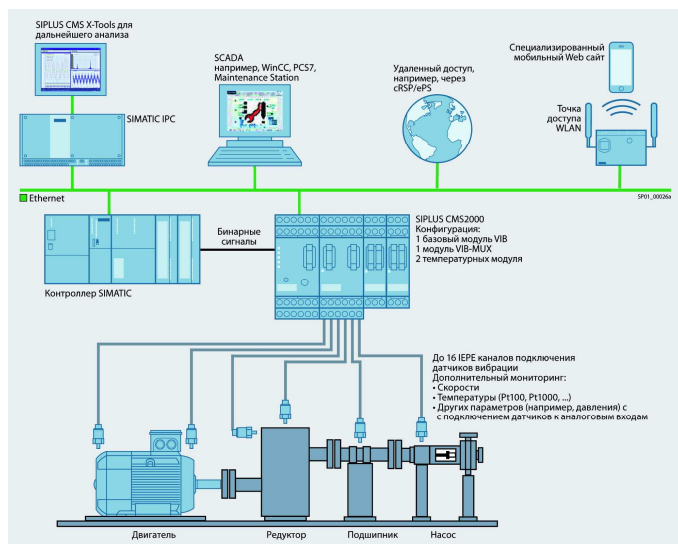 SIPLUS CMS X-Tools для
дальнейшего анализа
SIMATIC IPC
SCADA
например, WinCC, PCS7,
Maintenance Station
Удаленный доступ,
например, через
cRSP/ePS
Специализированный
мобильный Web сайт
Точка
доступа
WLAN
Ethernet
SP01_00026a
Бинарные
сигналы
Контроллер SIMATIC
SIPLUS CMS2000
Конфигурация:
1 базовый модуль VIB
1 модуль VIB-MUX
2 температурных модуля
До 16 IEPE каналов подключения
датчиков вибрации
Дополнительный мониторинг:
• Скорости
• Температуры (Pt100, Pt1000, ...)
• Других параметров (например, давления) с
с подключением датчиков к аналоговым входам
Двигатель
Редуктор
Подшипник
Насос